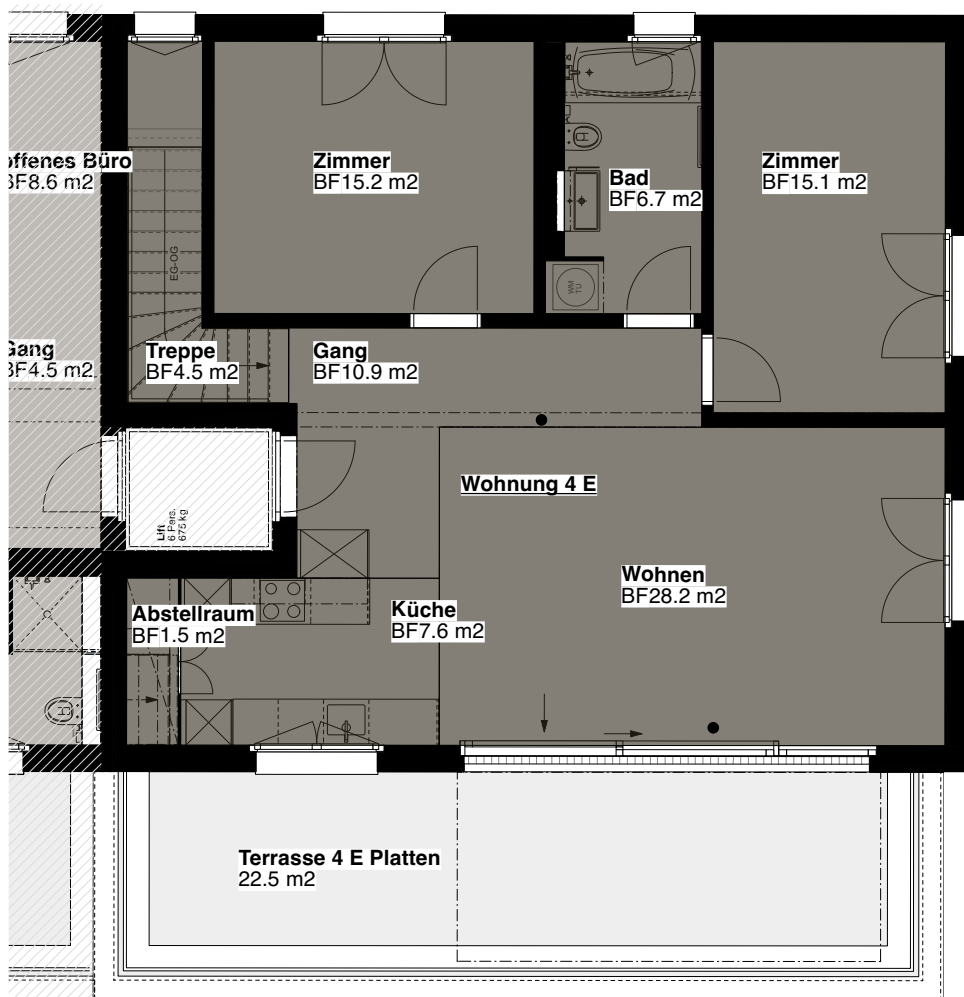 offenes Büro
BF8.6 m2
Zimmer
BF15.2 m2
Bad
BF6.7 m2
Zimmer
BF15.1 m2
EG-OG
WM
TU
Gang
BF4.5 m2
Treppe
BF4.5 m2
Gang
BF10.9 m2
Wohnung 4 E
Lift
6 Pers.
675 kg
Wohnen
BF28.2 m2
Abstellraum
BF1.5 m2
Küche
BF7.6 m2
Terrasse 4 E Platten
22.5 m2